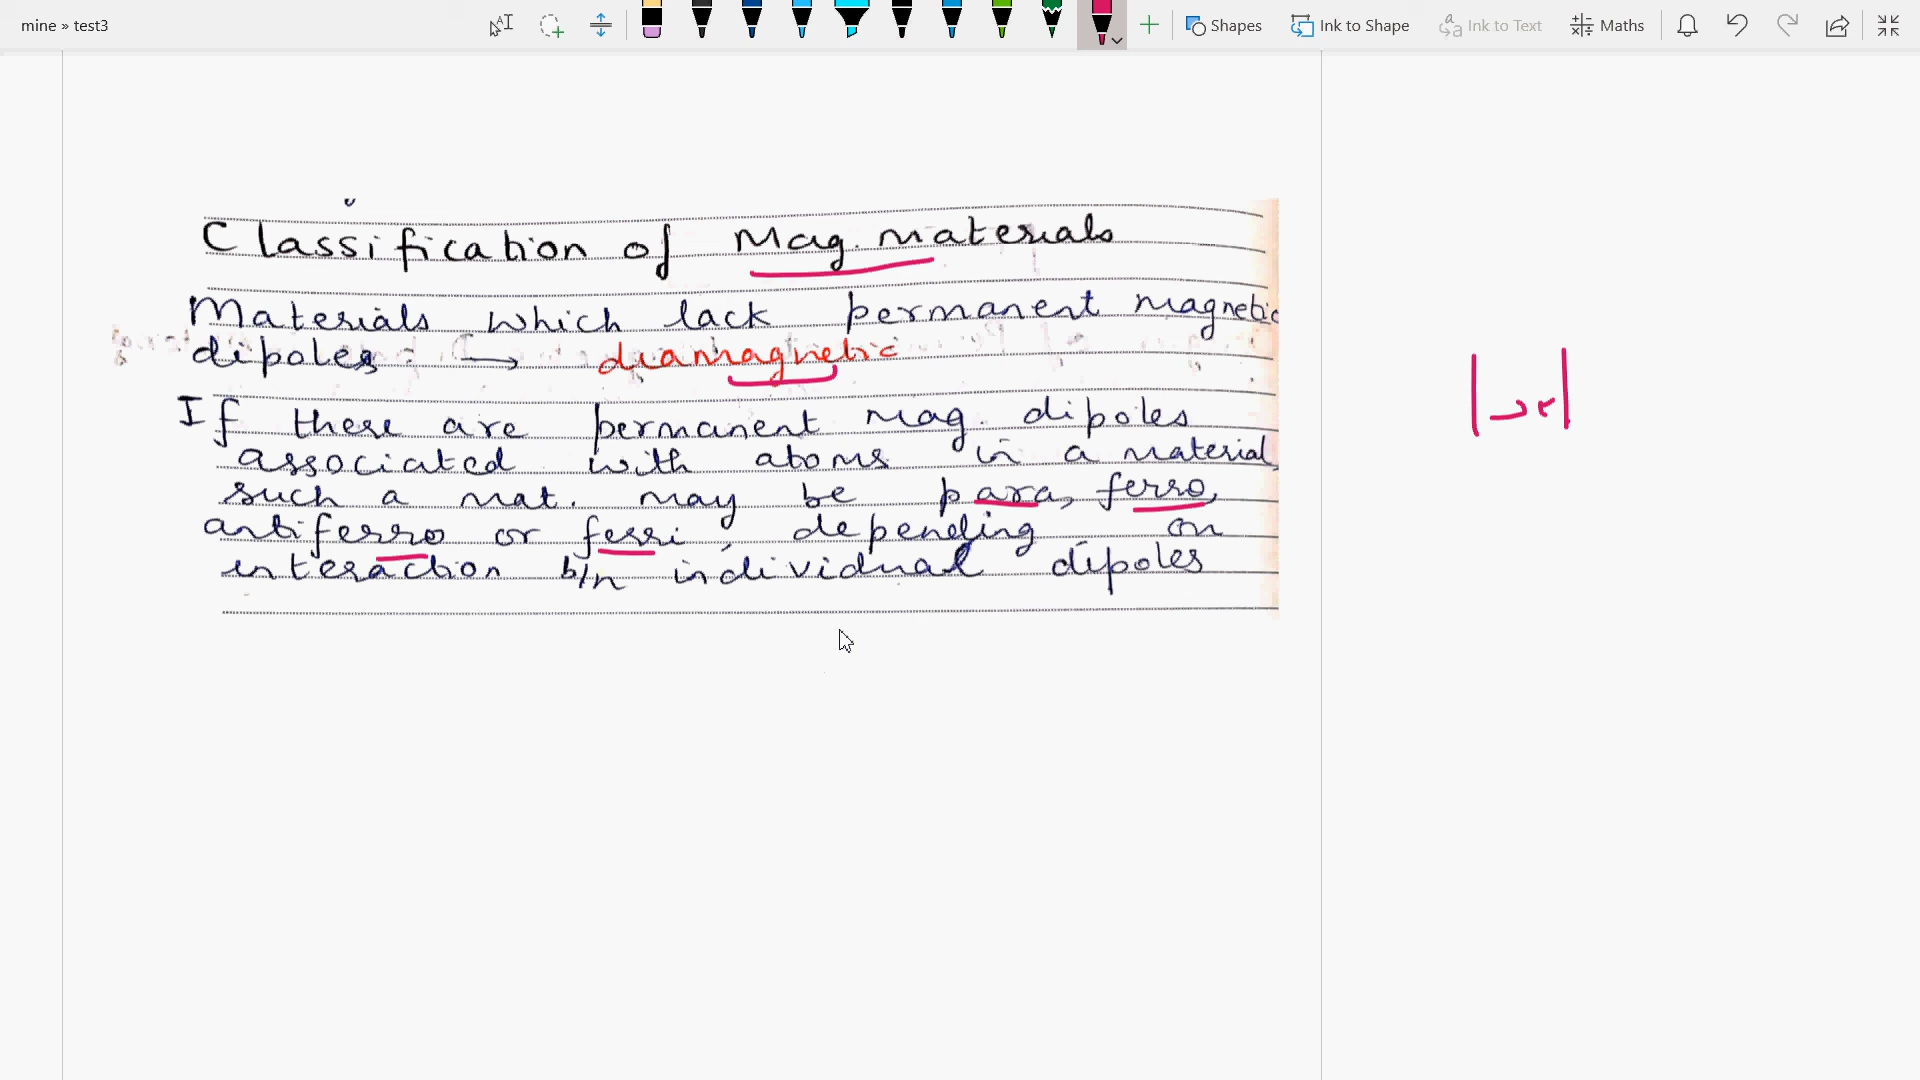 mine » test3
Shapes Ink to Shape Ink to Text Maths
Classification of Mag. materials
Materials which lack permanent magnetic
dipoles → diamagnetic
If there are permanent mag. dipoles
associated with atoms in a material,
such a mat. may be para, ferro,
antiferro or ferri, depending on
interaction b/n individual dipoles